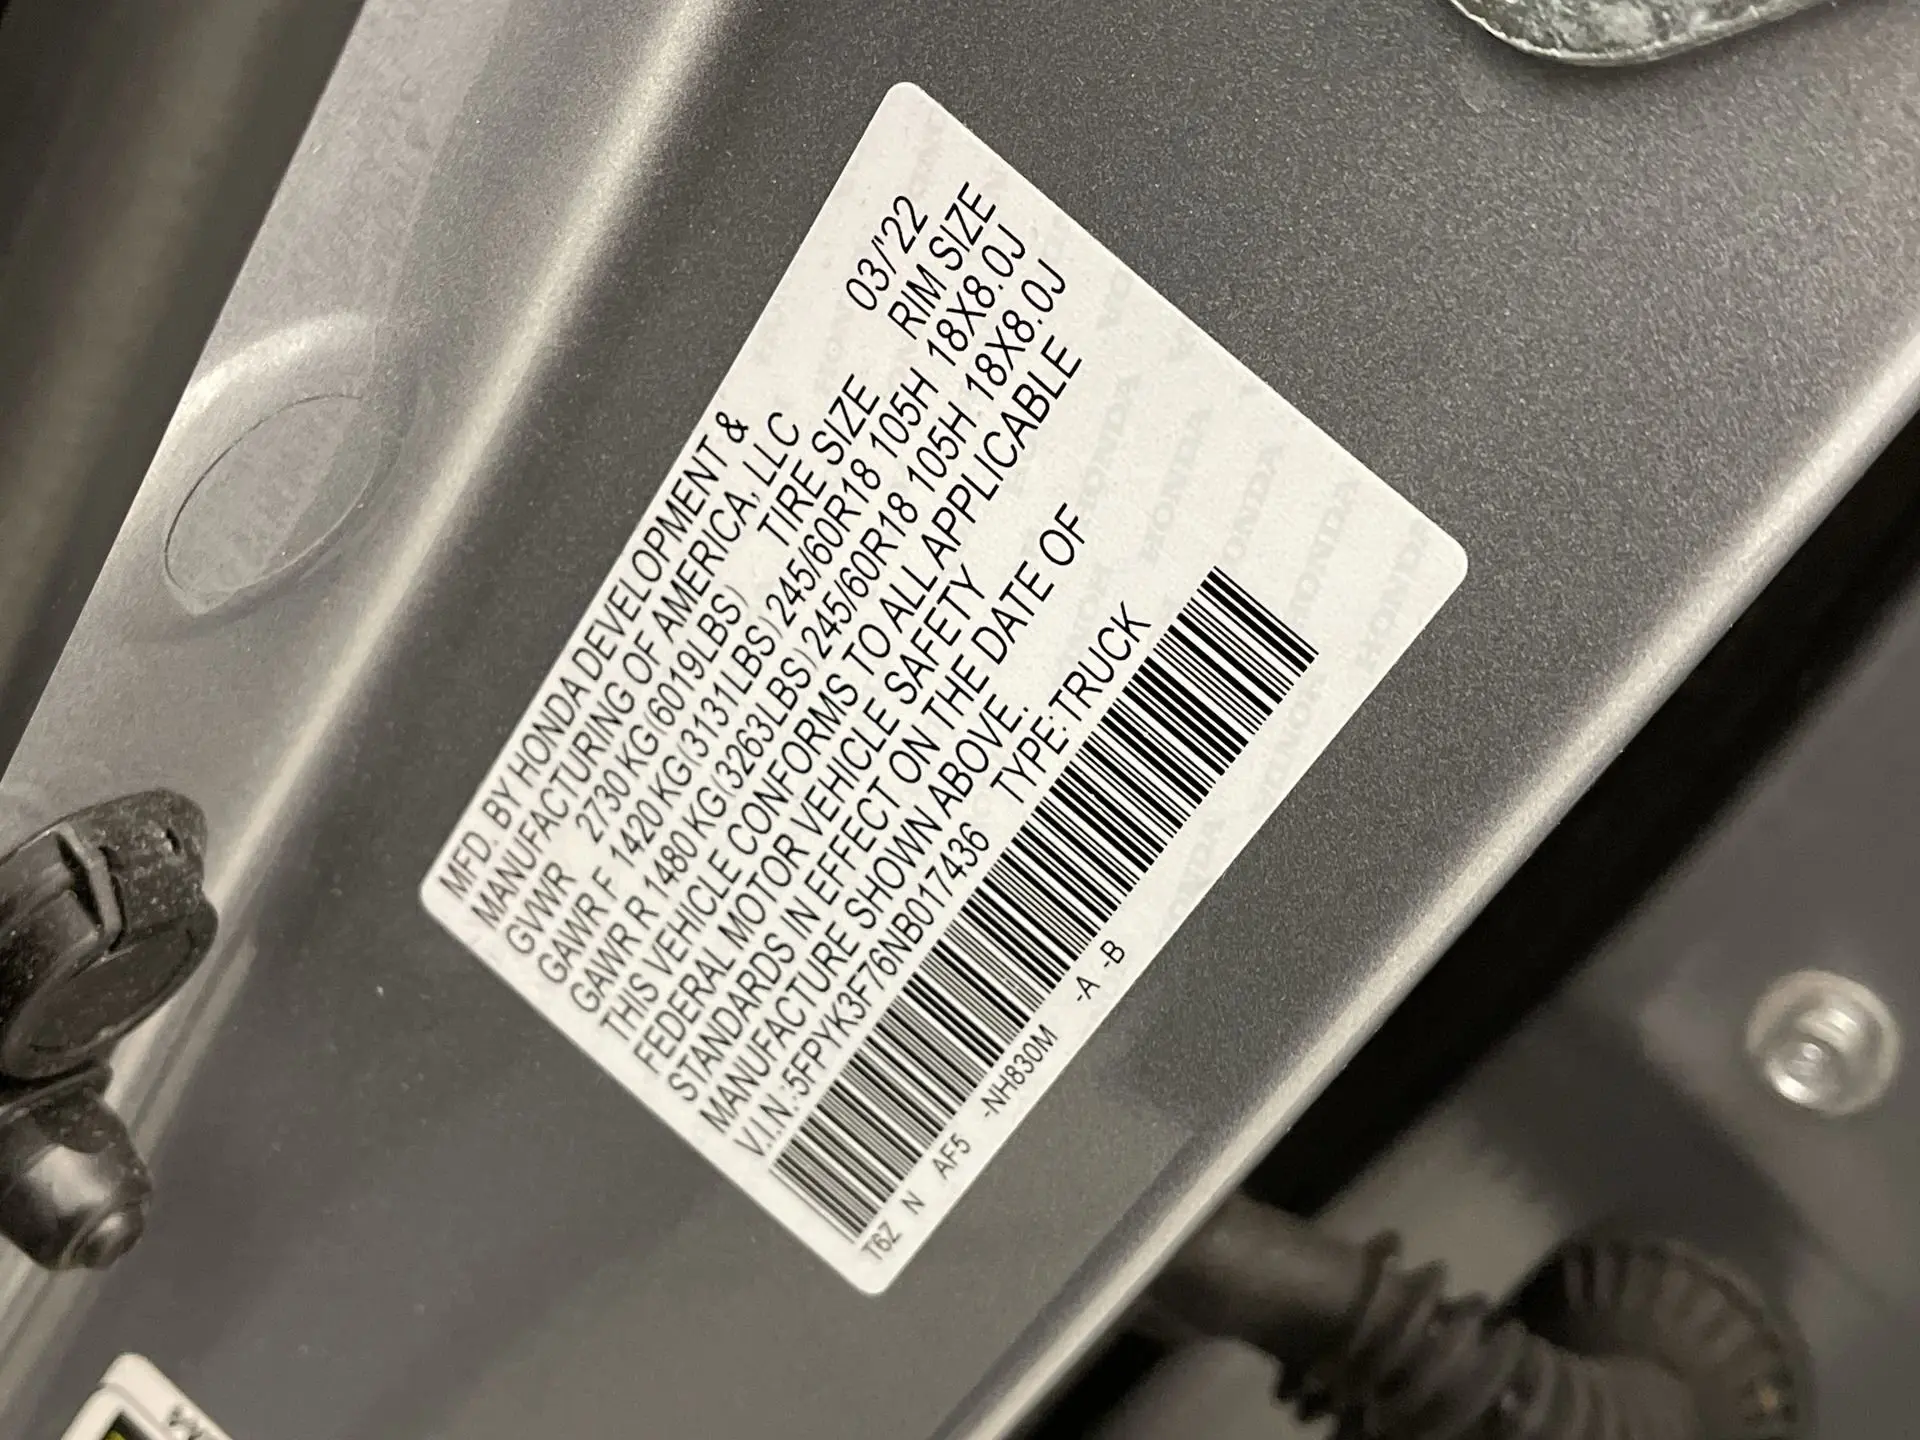 MFD. BY HONDA DEVELOPMENT &
MANUFACTURING OF AMERICA, LLC 03/'22
GVWR 2730 KG(6019LBS) TIRE SIZE RIM SIZE
GAWR F 1420 KG(3131LBS) 245/60R18 105H 18X8.0J
GAWR R 1480 KG(3263LBS) 245/60R18 105H 18X8.0J
THIS VEHICLE CONFORMS TO ALL APPLICABLE
FEDERAL MOTOR VEHICLE SAFETY
STANDARDS IN EFFECT ON THE DATE OF
MANUFACTURE SHOWN ABOVE.
V.I.N.:5FPYK3F76NB017436 TYPE:TRUCK
T6Z N AF5 -NH830M -A -B